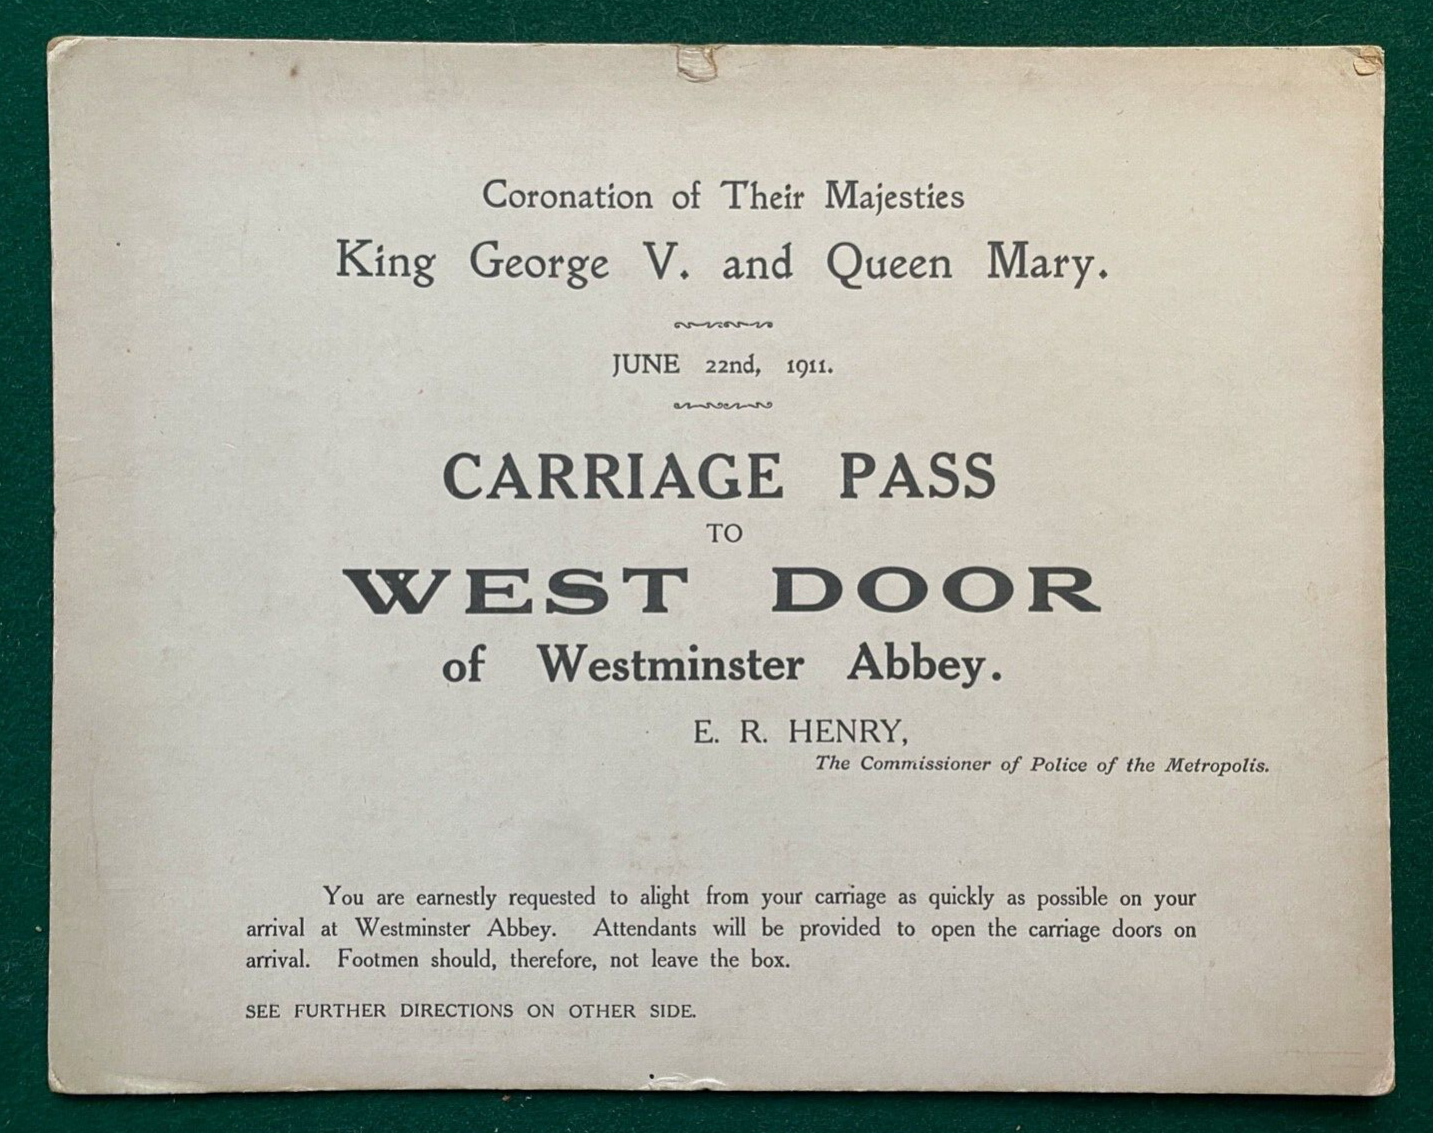 Coronation of Their Majesties
King George V. and Queen Mary.
JUNE 22nd, 1911.
CARRIAGE PASS
TO
WEST DOOR
of Westminster Abbey.
E. R. HENRY,
The Commissioner of Police of the Metropolis.
You are earnestly requested to alight from your carriage as quickly as possible on your
arrival at Westminster Abbey. Attendants will be provided to open the carriage doors on
arrival. Footmen should, therefore, not leave the box.
SEE FURTHER DIRECTIONS ON OTHER SIDE.